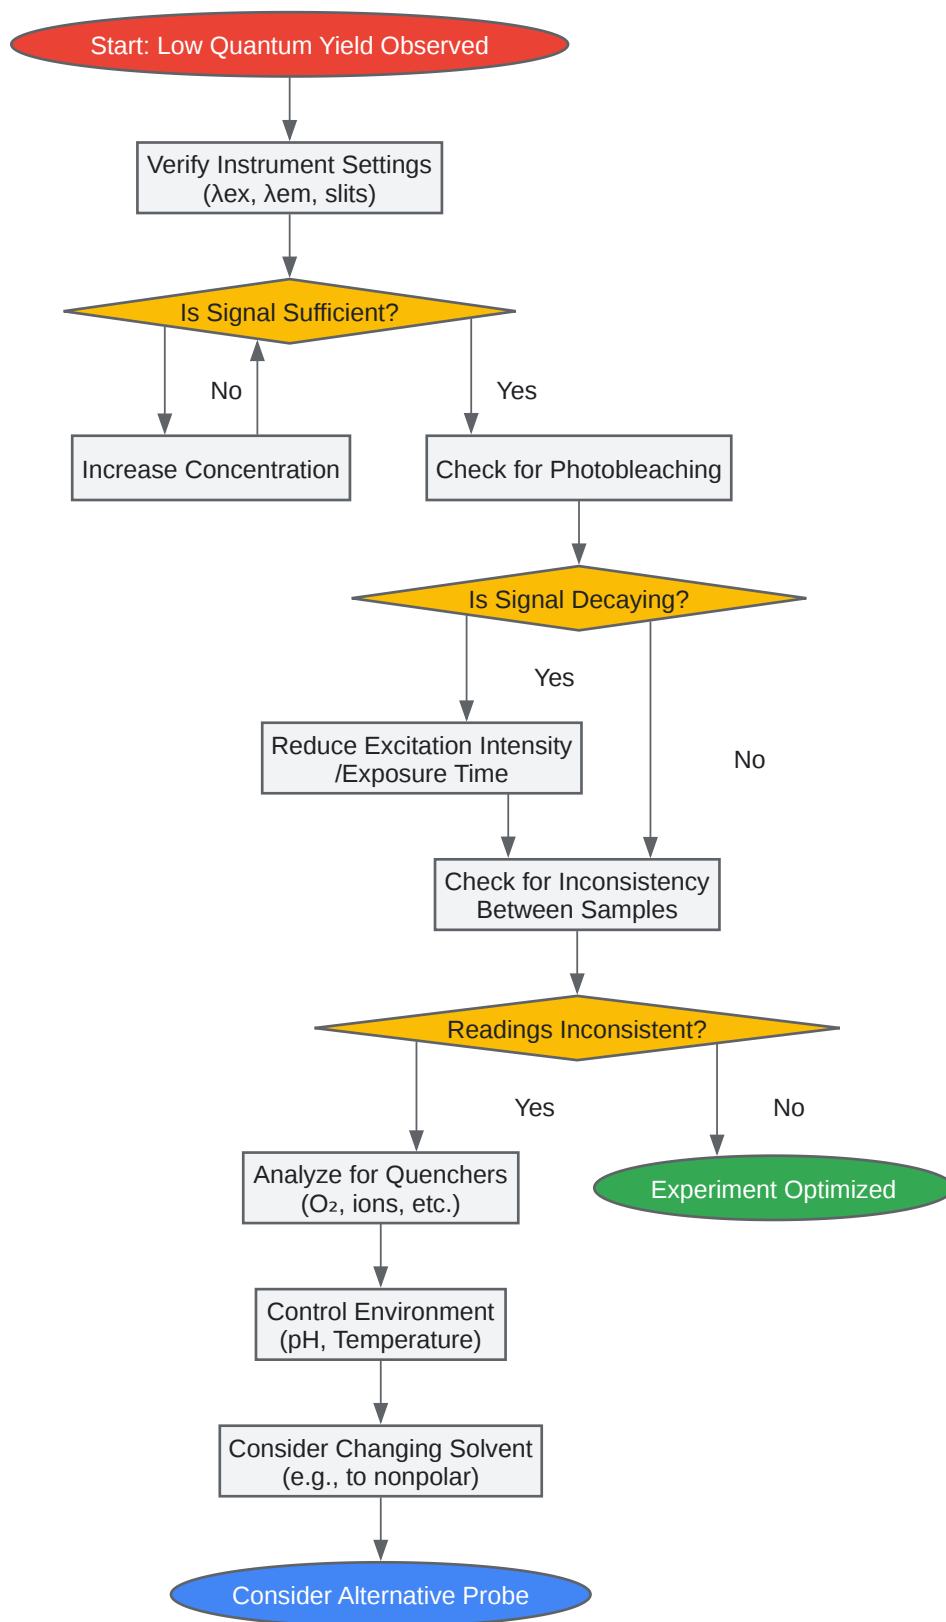 Start: Low Quantum Yield Observed
Verify Instrument Settings
(λex, λem, slits)
Is Signal Sufficient?
No
Yes
Increase Concentration
Check for Photobleaching
Is Signal Decaying?
Yes
Reduce Excitation Intensity
/Exposure Time
No
Check for Inconsistency
Between Samples
Readings Inconsistent?
Yes
No
Analyze for Quenchers
(O₂, ions, etc.)
Experiment Optimized
Control Environment
(pH, Temperature)
Consider Changing Solvent
(e.g., to nonpolar)
Consider Alternative Probe